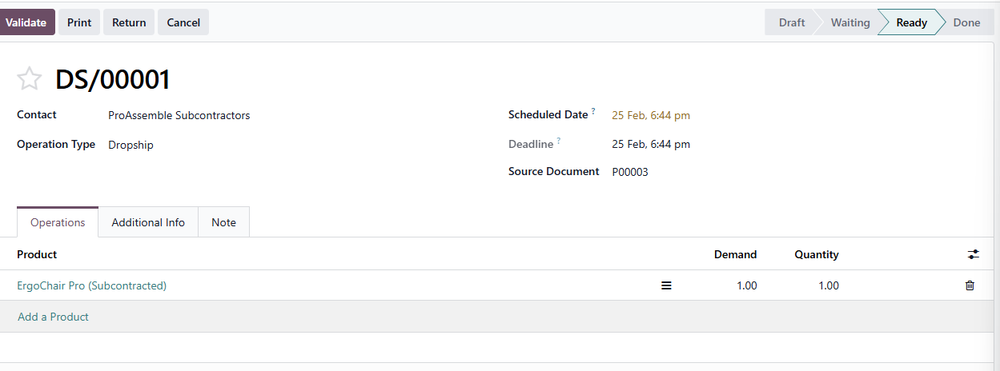 Validate Print Return Cancel Draft Waiting Ready Done
DS/00001
Contact ProAssemble Subcontractors Scheduled Date ? 25 Feb, 6:44 pm
Operation Type Dropship Deadline ? 25 Feb, 6:44 pm
Source Document P00003
Operations Additional Info Note
Product Demand Quantity
ErgoChair Pro (Subcontracted) 1.00 1.00
Add a Product